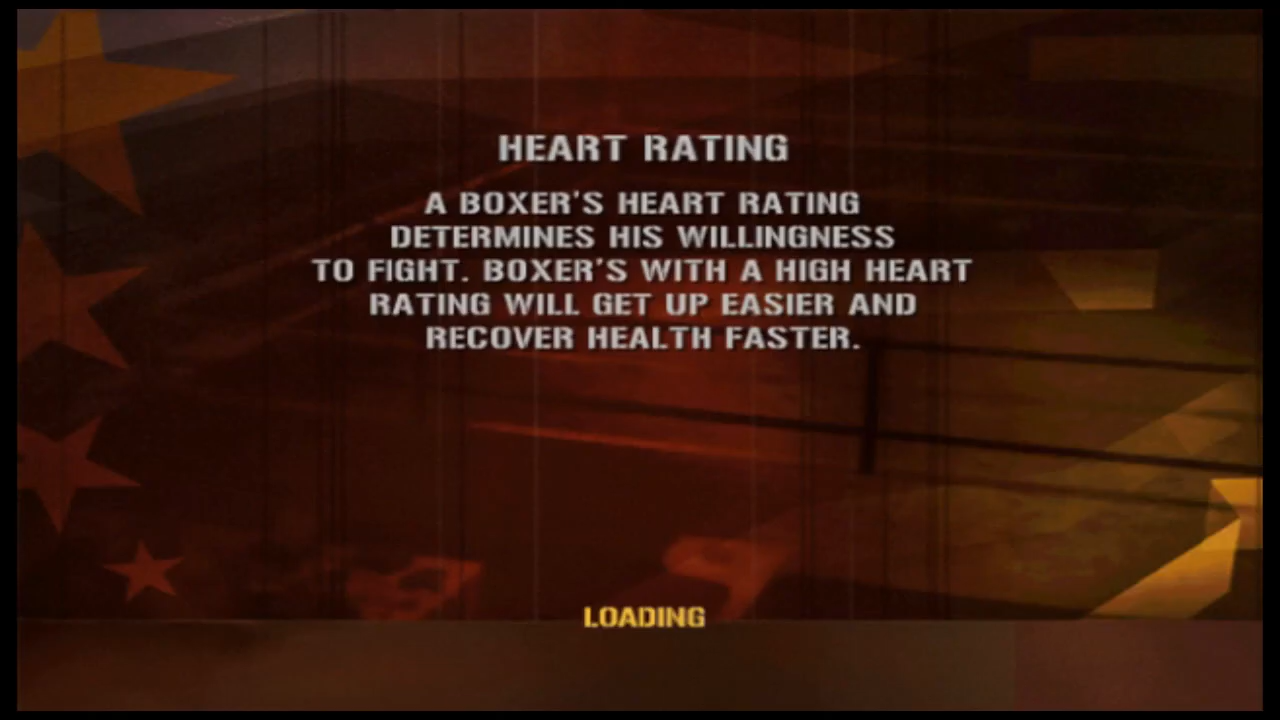 HEART RATING
A BOXER'S HEART RATING
DETERMINES HIS WILLINGNESS
TO FIGHT. BOXER'S WITH A HIGH HEART
RATING WILL GET UP EASIER AND
RECOVER HEALTH FASTER.
LOADING